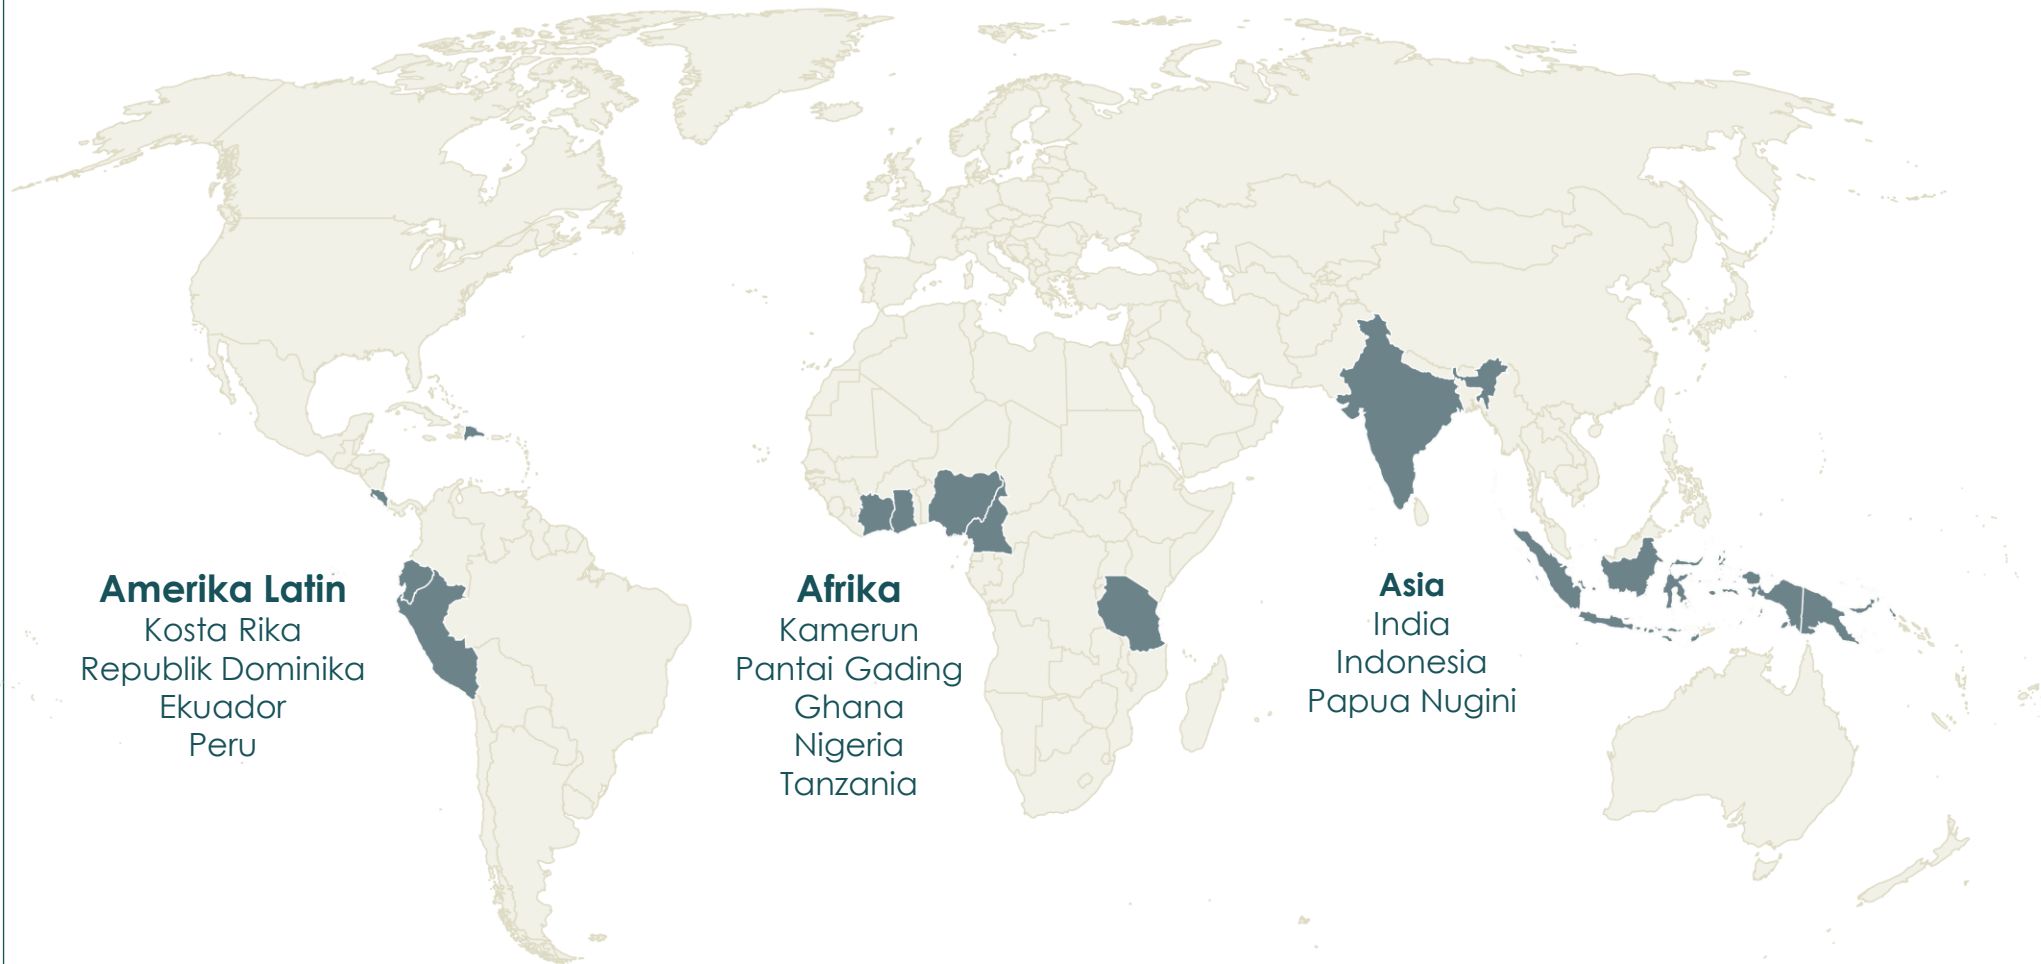 Amerika Latin
Kosta Rika
Republik Dominika
Ekuador
Peru
Afrika
Kamerun
Pantai Gading
Ghana
Nigeria
Tanzania
Asia
India
Indonesia
Papua Nugini